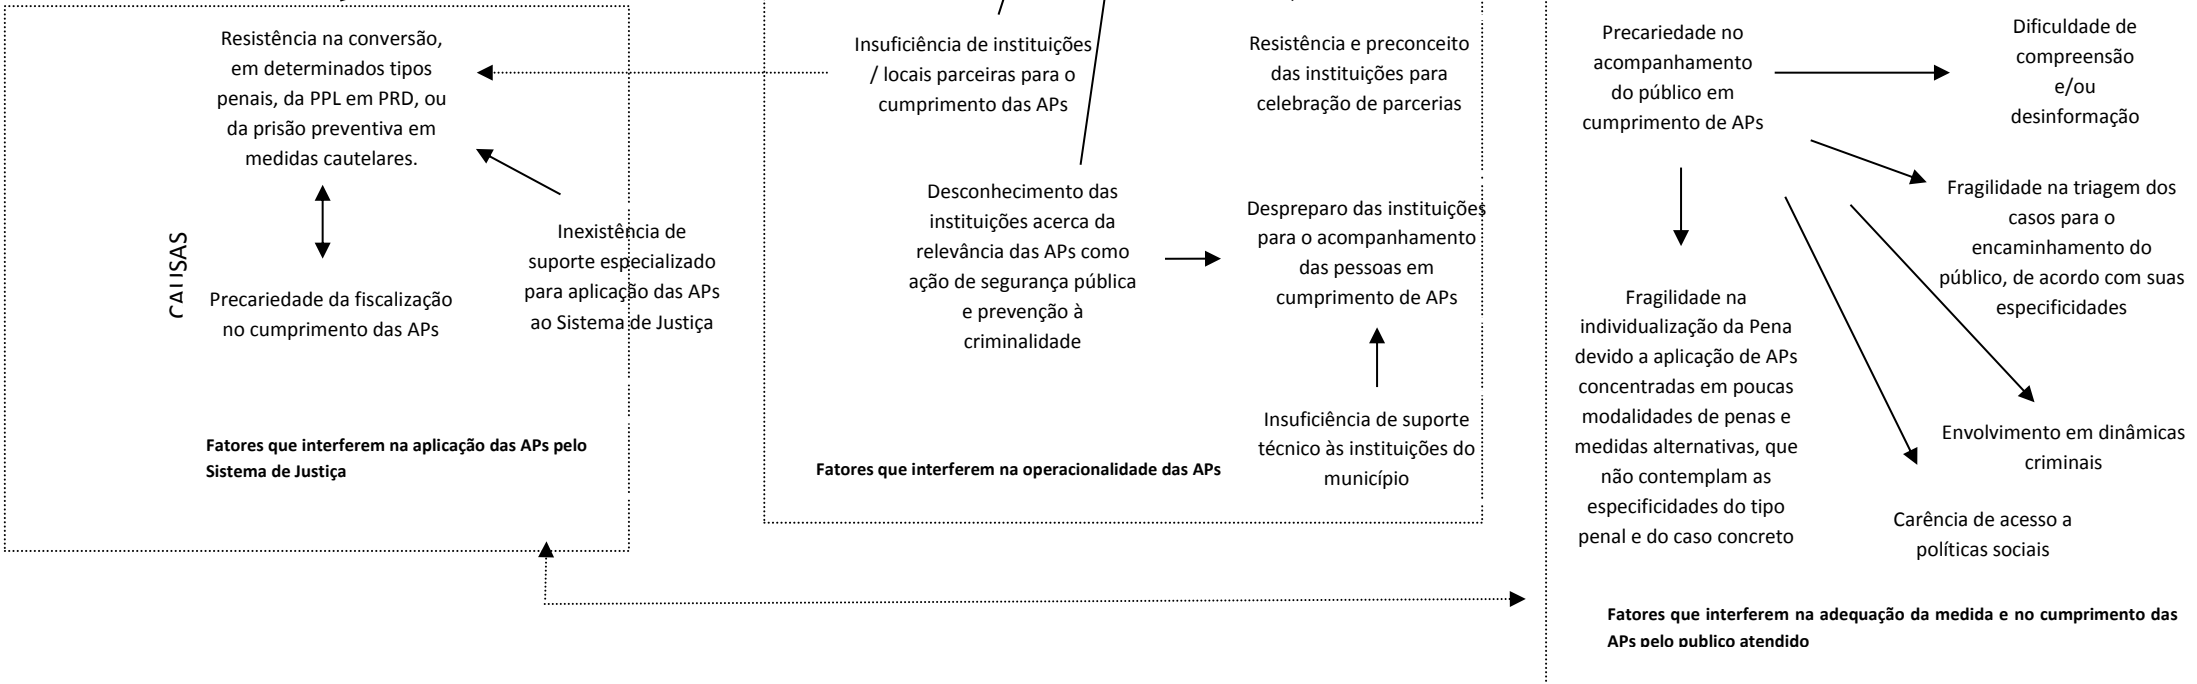 CAUSAS
Resistência na conversão,
em determinados tipos
penais, da PPL em PRD, ou
da prisão preventiva em
medidas cautelares.
Precariedade da fiscalização
no cumprimento das APs
Inexistência de
suporte especializado
para aplicação das APs
ao Sistema de Justiça
Fatores que interferem na aplicação das APs pelo
Sistema de Justiça
Insuficiência de instituições
/ locais parceiras para o
cumprimento das APs
Resistência e preconceito
das instituições para
celebração de parcerias
Desconhecimento das
instituições acerca da
relevância das APs como
ação de segurança pública
e prevenção à
criminalidade
Despreparo das instituições
para o acompanhamento
das pessoas em
cumprimento de APs
Insuficiência de suporte
técnico às instituições do
município
Fatores que interferem na operacionalidade das APs
Precariedade no
acompanhamento
do público em
cumprimento de APs
Dificuldade de
compreensão
e/ou
desinformação
Fragilidade na triagem dos
casos para o
encaminhamento do
público, de acordo com suas
especificidades
Fragilidade na
individualização da Pena
devido a aplicação de APs
concentradas em poucas
modalidades de penas e
medidas alternativas, que
não contemplam as
especificidades do tipo
penal e do caso concreto
Envolvimento em dinâmicas
criminais
Carência de acesso a
políticas sociais
Fatores que interferem na adequação da medida e no cumprimento das
APs pelo publico atendido